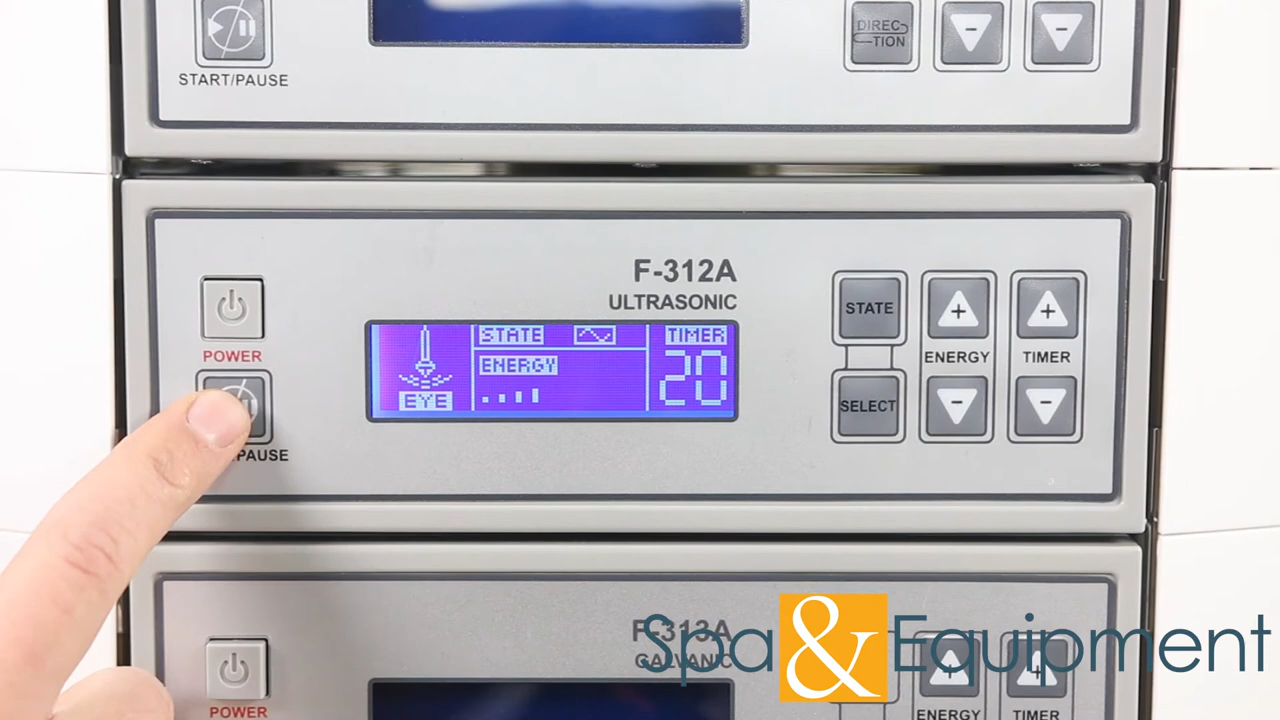 START/PAUSE
DIREC
TION
-
-
F-312A
ULTRASONIC
POWER
/PAUSE
STATE
ENERGY
EYE
TIMER
20
STATE
SELECT
+
ENERGY
-
+
TIMER
-
F-313A
GALVANIC
POWER
+
ENERGY
+
TIMER
Spa&Equipment